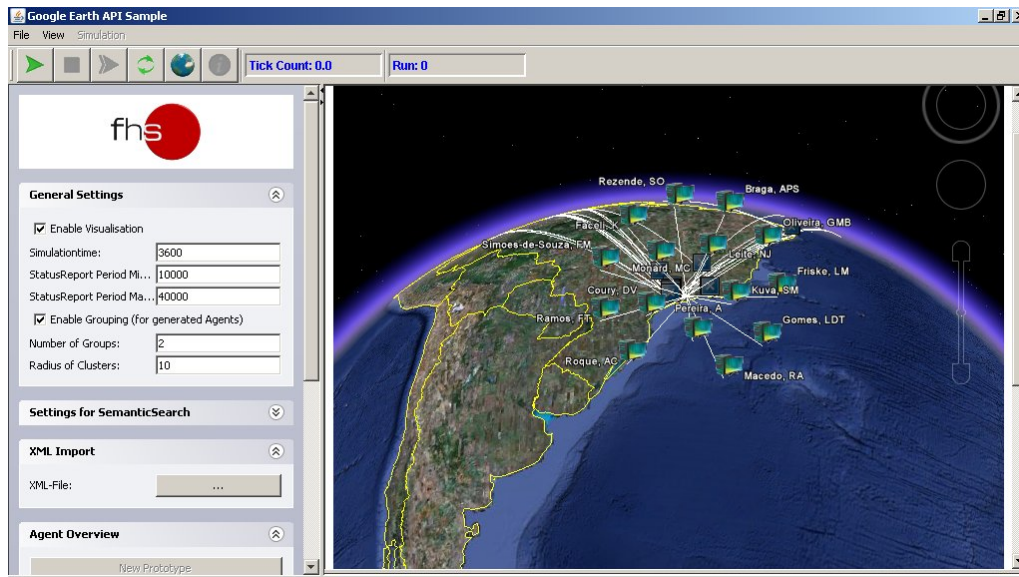 Google Earth API Sample
File View Simulation
Tick Count: 0.0 Run: 0
fhs
General Settings
Enable Visualisation
Simulationtime: 3600
StatusReport Period Mi... 10000
StatusReport Period Ma... 40000
Enable Grouping (for generated Agents)
Number of Groups: 2
Radius of Clusters: 10
Settings for SemanticSearch
XML Import
XML-File: ...
Agent Overview
New Prototype
Rezende, SO
Braga, APS
Faceli, K
Oliveira, GMB
Simoes-de-Souza, FM
Leite, NJ
Monard, MC
Friske, LM
Coury, DV
Kuva, SM
Pereira, A
Ramos, FT
Gomes, LDT
Roque, AC
Macedo, RA